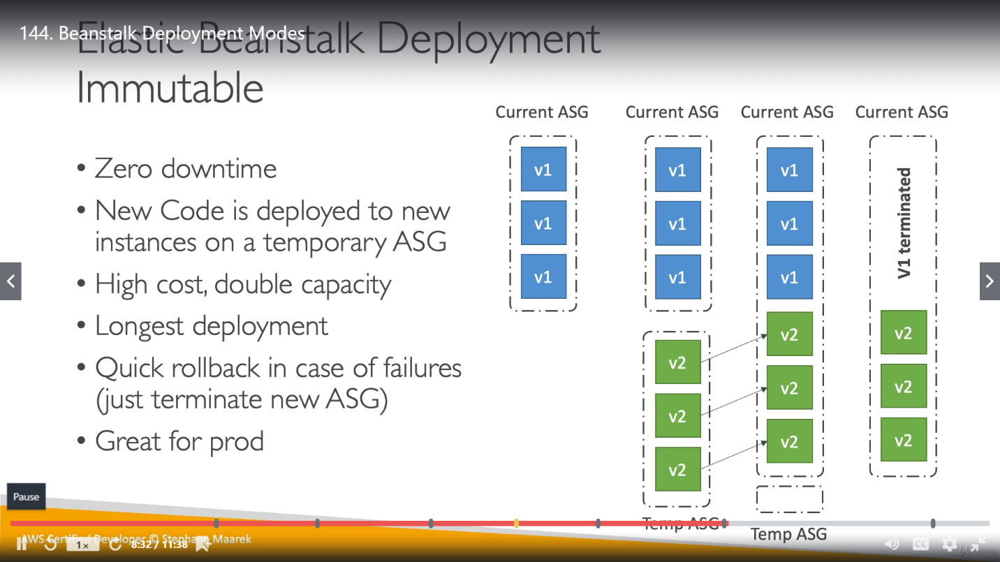 144. Beanstalk Deployment Modes
Elastic Beanstalk Deployment
Immutable
• Zero downtime
• New Code is deployed to new
instances on a temporary ASG
• High cost, double capacity
• Longest deployment
• Quick rollback in case of failures
(just terminate new ASG)
• Great for prod
Current ASG
v1
v1
v1
Current ASG
v1
v1
v1
v2
v2
v2
Temp ASG
Current ASG
v1
v1
v1
v2
v2
v2
Temp ASG
Current ASG
V1 terminated
v2
v2
v2
Pause
AWS Certified Developer © Stephane Maarek
1x
8:32 / 11:38
CC
Udemy